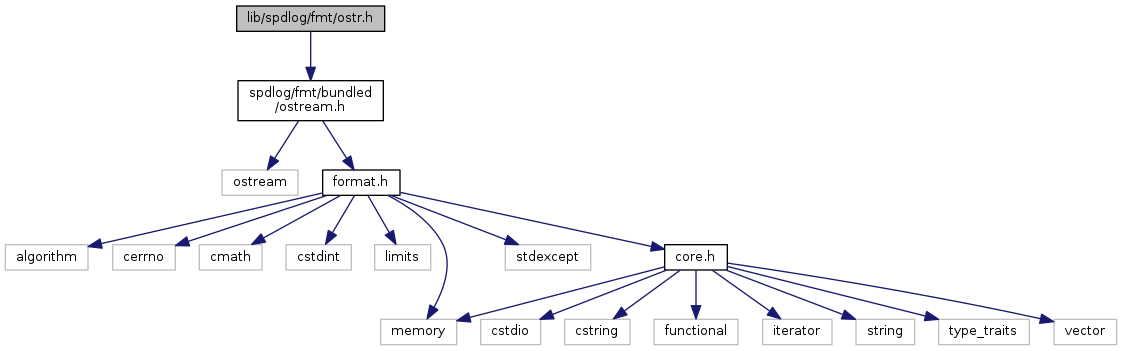 lib/spdlog/fmt/ostr.h
spdlog/fmt/bundled
/ostream.h
ostream
format.h
algorithm
cerrno
cmath
cstdint
limits
stdexcept
core.h
memory
cstdio
cstring
functional
iterator
string
type_traits
vector